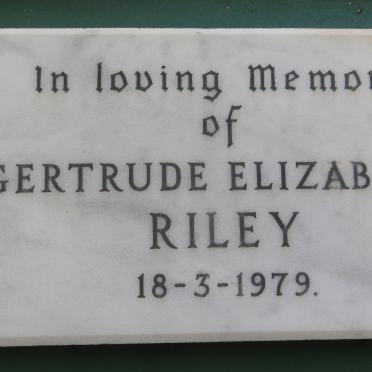 In loving Memo
of
GERTRUDE ELIZAB
RILEY
18-3-1979.